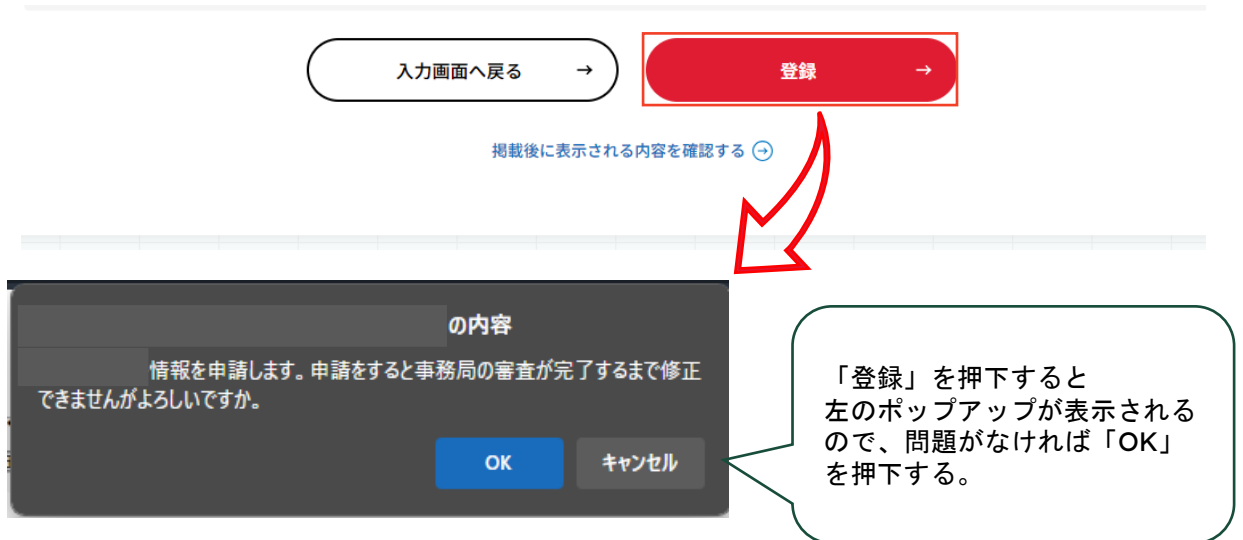 入力画面へ戻る →
登録 →
掲載後に表示される内容を確認する
の内容
情報を申請します。申請をすると事務局の審査が完了するまで修正
できませんがよろしいですか。
OK キャンセル
「登録」を押下すると
左のポップアップが表示される
ので、問題がなければ「OK」
を押下する。